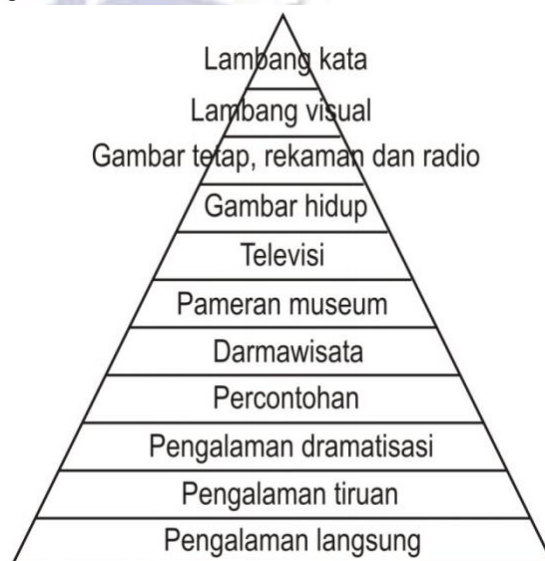 Lambang kata
Lambang visual
Gambar tetap, rekaman dan radio
Gambar hidup
Televisi
Pameran museum
Darmawisata
Percontohan
Pengalaman dramatisasi
Pengalaman tiruan
Pengalaman langsung